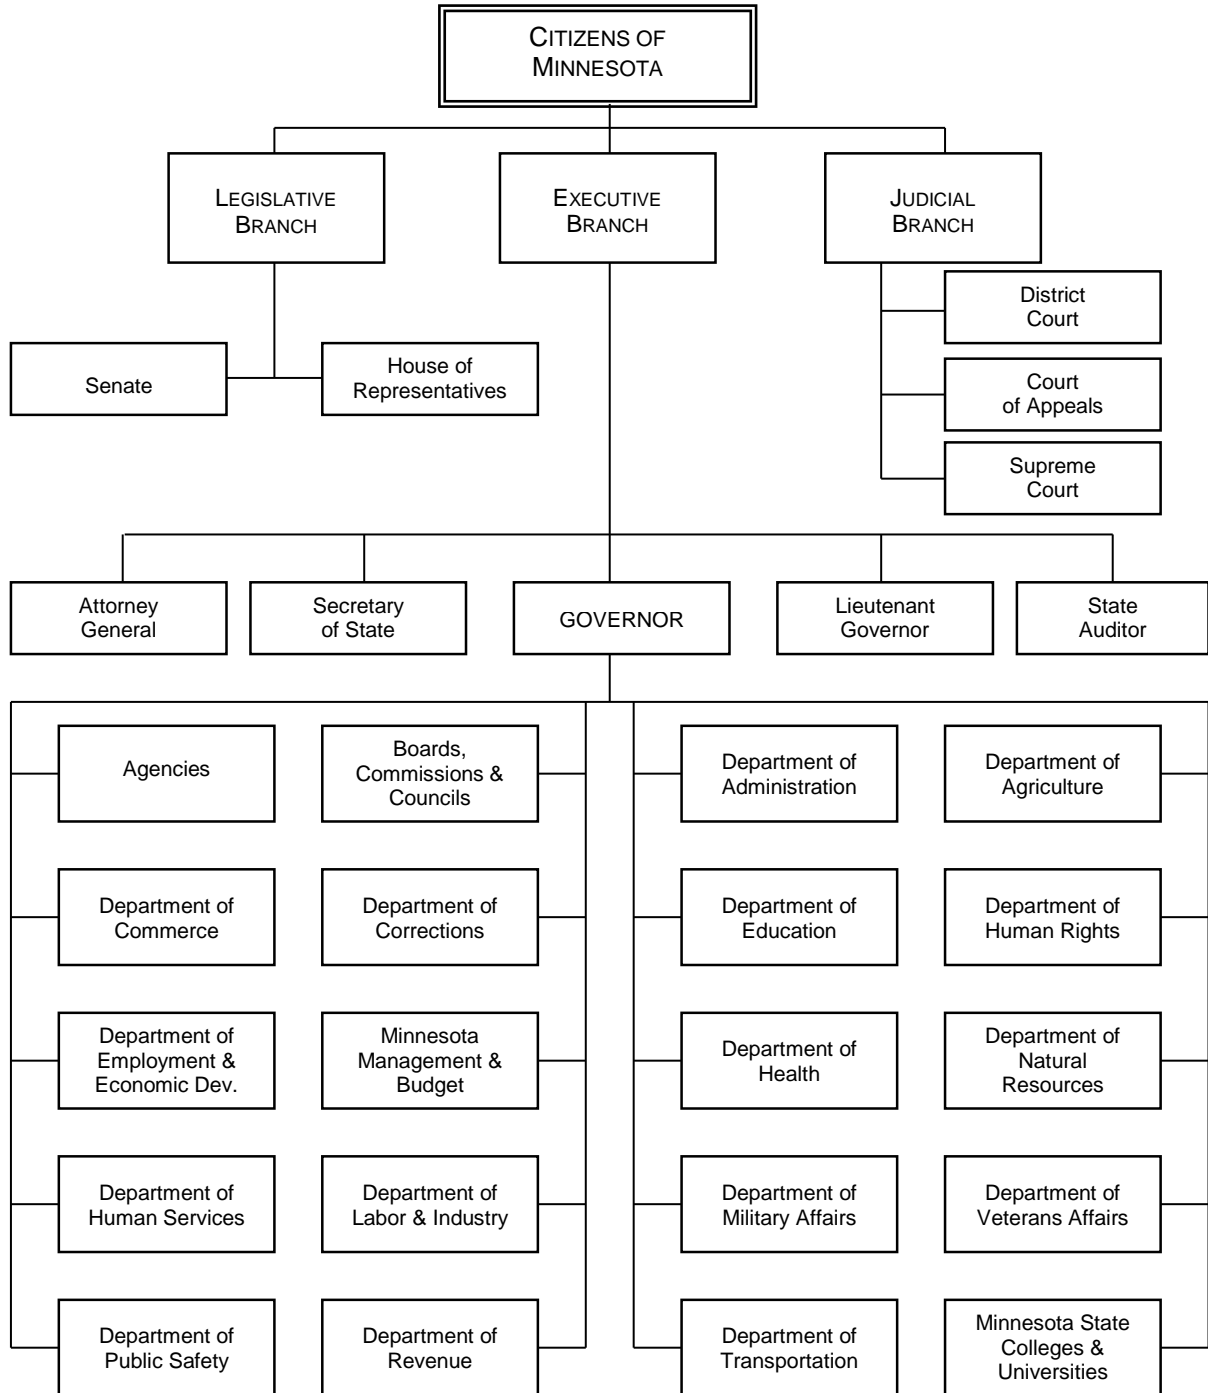 CITIZENS OF
MINNESOTA
LEGISLATIVE
BRANCH
EXECUTIVE
BRANCH
JUDICIAL
BRANCH
District
Court
Senate
House of
Representatives
Court
of Appeals
Supreme
Court
Attorney
General
Secretary
of State
GOVERNOR
Lieutenant
Governor
State
Auditor
Agencies
Boards,
Commissions &
Councils
Department of
Administration
Department of
Agriculture
Department of
Commerce
Department of
Corrections
Department of
Education
Department of
Human Rights
Department of
Employment &
Economic Dev.
Minnesota
Management &
Budget
Department of
Health
Department of
Natural
Resources
Department of
Human Services
Department of
Labor & Industry
Department of
Military Affairs
Department of
Veterans Affairs
Department of
Public Safety
Department of
Revenue
Department of
Transportation
Minnesota State
Colleges &
Universities